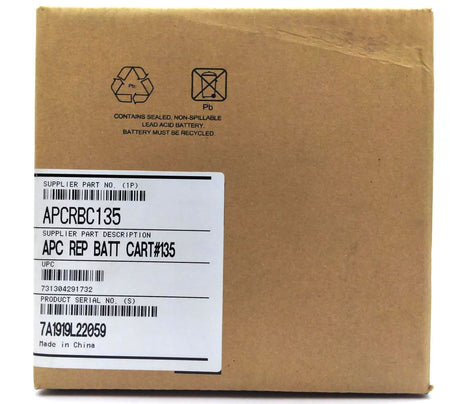 Pb
Pb
CONTAINS SEALED, NON-SPILLABLE
LEAD ACID BATTERY.
BATTERY MUST BE RECYCLED.
SUPPLIER PART NO. (1P)
APCRBC135
SUPPLIER PART DESCRIPTION
APC REP BATT CART#135
UPC
731304291732
PRODUCT SERIAL NO. (S)
7A1919L22059
Made in China